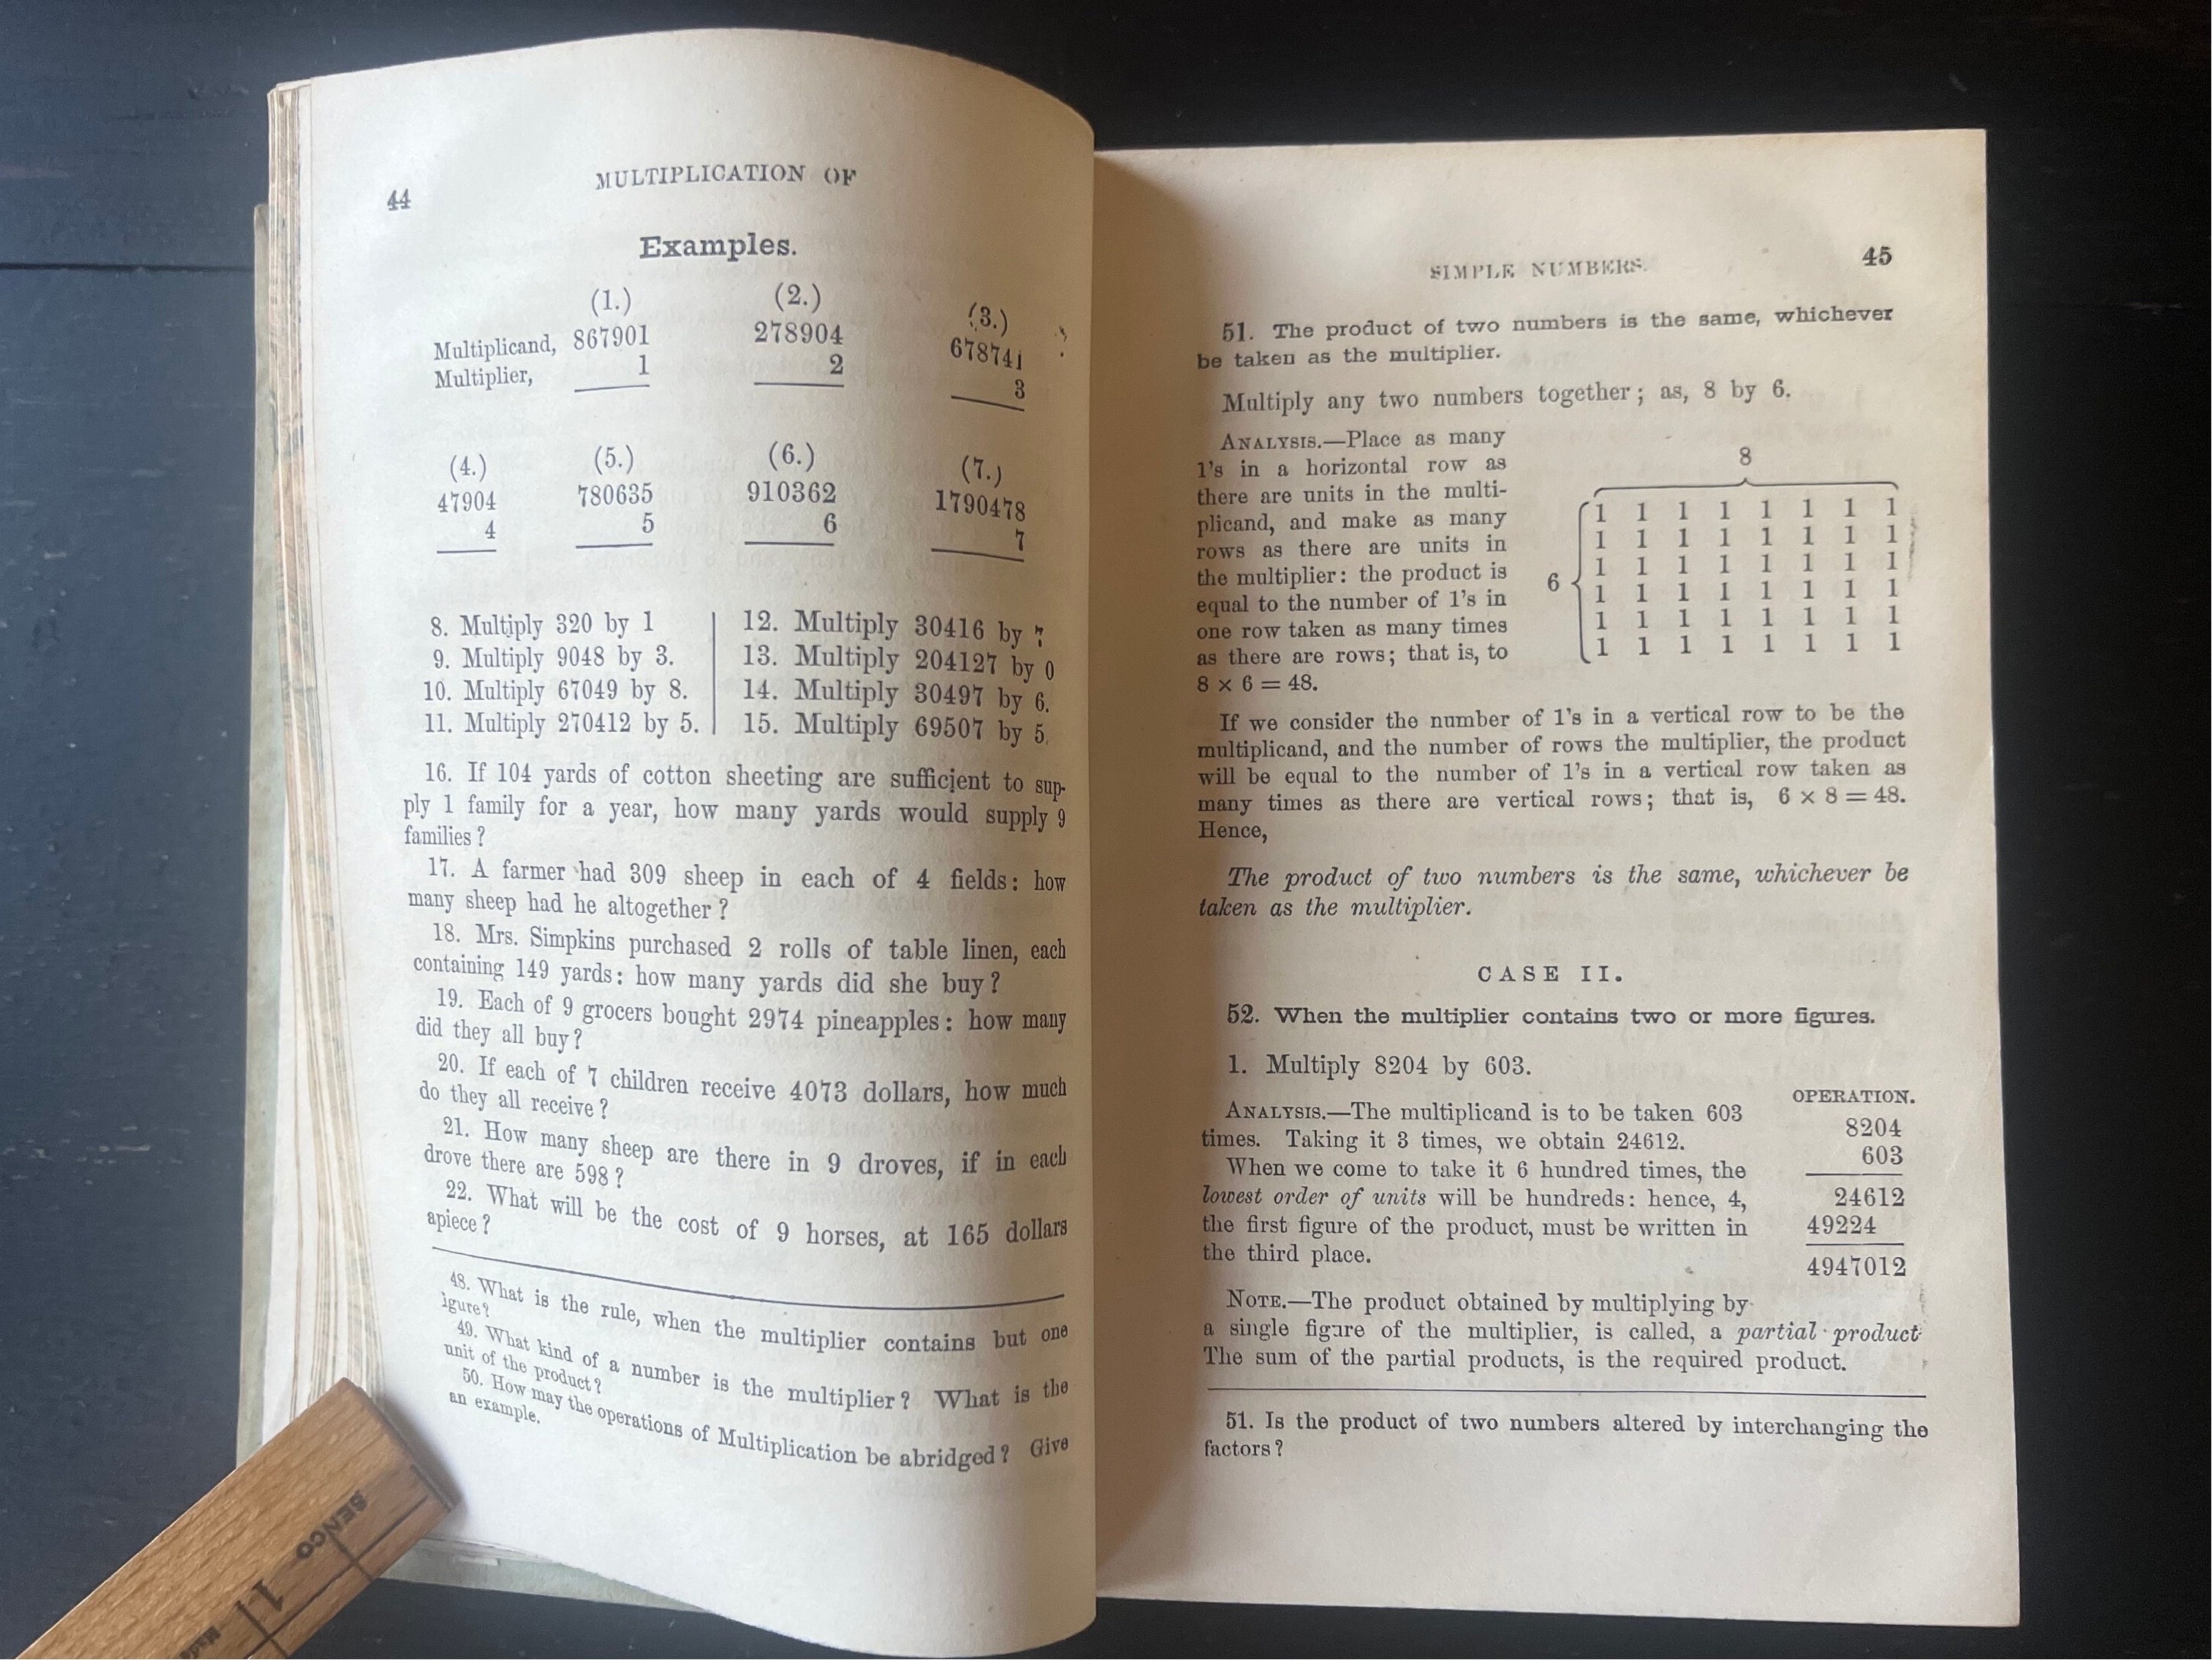 44
MULTIPLICATION OF
Examples.
(1.) (2.) (3.)
Multiplicand, 867901 278904 678741
Multiplier, 1 2 3
(4.) (5.) (6.) (7.)
47904 780635 910362 1790478
4 5 6 7
8. Multiply 320 by 1
9. Multiply 9048 by 3.
10. Multiply 67049 by 8.
11. Multiply 270412 by 5.
12. Multiply 30416 by
13. Multiply 204127 by 0
14. Multiply 30497 by 6.
15. Multiply 69507 by 5.
16. If 104 yards of cotton sheeting are sufficient to sup-
ply 1 family for a year, how many yards would supply 9
families?
17. A farmer had 309 sheep in each of 4 fields: how
many sheep had he altogether?
18. Mrs. Simpkins purchased 2 rolls of table linen, each
containing 149 yards: how many yards did she buy?
19. Each of 9 grocers bought 2974 pineapples: how many
did they all buy?
20. If each of 7 children receive 4073 dollars, how much
do they all receive?
21. How many sheep are there in 9 droves, if in each
drove there are 598?
22. What will be the cost of 9 horses, at 165 dollars
apiece?
48. What is the rule, when the multiplier contains but one
igure?
49. What kind of a number is the multiplier? What is the
unit of the product?
50. How may the operations of Multiplication be abridged? Give
an example.
SENCO
1
SIMPLE NUMBERS.
45
51. The product of two numbers is the same, whichever
be taken as the multiplier.
Multiply any two numbers together; as, 8 by 6.
ANALYSIS.—Place as many
1's in a horizontal row as
there are units in the multi-
plicand, and make as many
rows as there are units in
the multiplier: the product is
equal to the number of 1's in
one row taken as many times
as there are rows; that is, to
8 × 6 = 48.
8
1 1 1 1 1 1 1 1
1 1 1 1 1 1 1 1
1 1 1 1 1 1 1 1
6 1 1 1 1 1 1 1 1
1 1 1 1 1 1 1 1
1 1 1 1 1 1 1 1
If we consider the number of 1's in a vertical row to be the
multiplicand, and the number of rows the multiplier, the product
will be equal to the number of 1's in a vertical row taken as
many times as there are vertical rows; that is, 6 × 8 = 48.
Hence,
The product of two numbers is the same, whichever be
taken as the multiplier.
CASE II.
52. When the multiplier contains two or more figures.
1. Multiply 8204 by 603.
ANALYSIS.—The multiplicand is to be taken 603
times. Taking it 3 times, we obtain 24612.
When we come to take it 6 hundred times, the
lowest order of units will be hundreds: hence, 4,
the first figure of the product, must be written in
the third place.
OPERATION.
8204
603
24612
49224
4947012
NOTE.—The product obtained by multiplying by
a single figure of the multiplier, is called, a partial product
The sum of the partial products, is the required product.
51. Is the product of two numbers altered by interchanging the
factors?